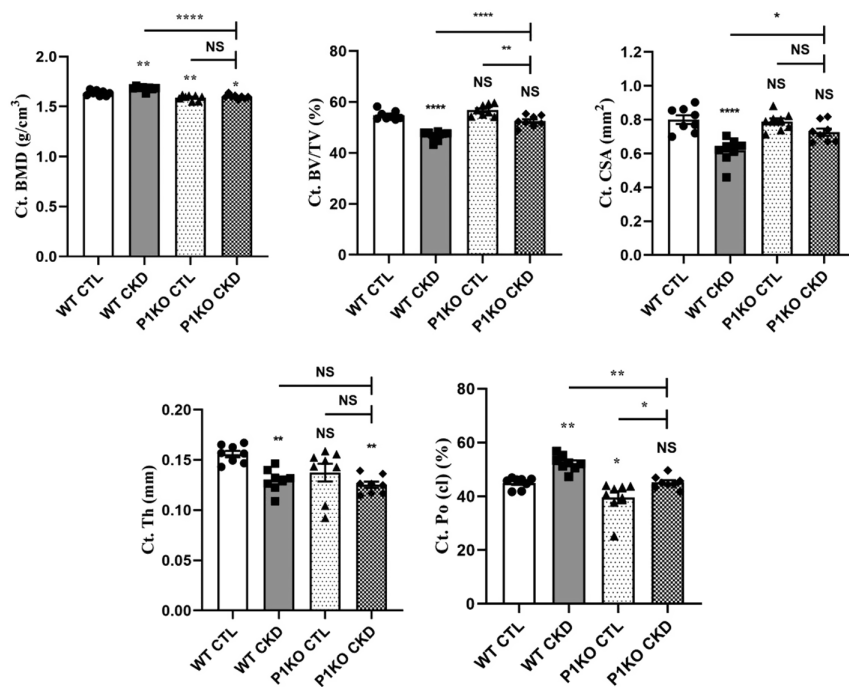 ****
NS
** ** *
Ct. BMD (g/cm³)
2.0
1.5
1.0
0.5
0.0
WT CTL
WT CKD
P1KO CTL
P1KO CKD
****
**
**** NS NS
Ct. BV/TV (%)
80
60
40
20
0
WT CTL
WT CKD
P1KO CTL
P1KO CKD
*
NS
**** NS NS
Ct. CSA (mm²)
1.2
1.0
0.8
0.6
0.4
0.2
0.0
WT CTL
WT CKD
P1KO CTL
P1KO CKD
NS
NS
** NS **
Ct. Th (mm)
0.20
0.15
0.10
0.05
0.00
WT CTL
WT CKD
P1KO CTL
P1KO CKD
**
*
** * NS
Ct. Po (cl) (%)
80
60
40
20
0
WT CTL
WT CKD
P1KO CTL
P1KO CKD